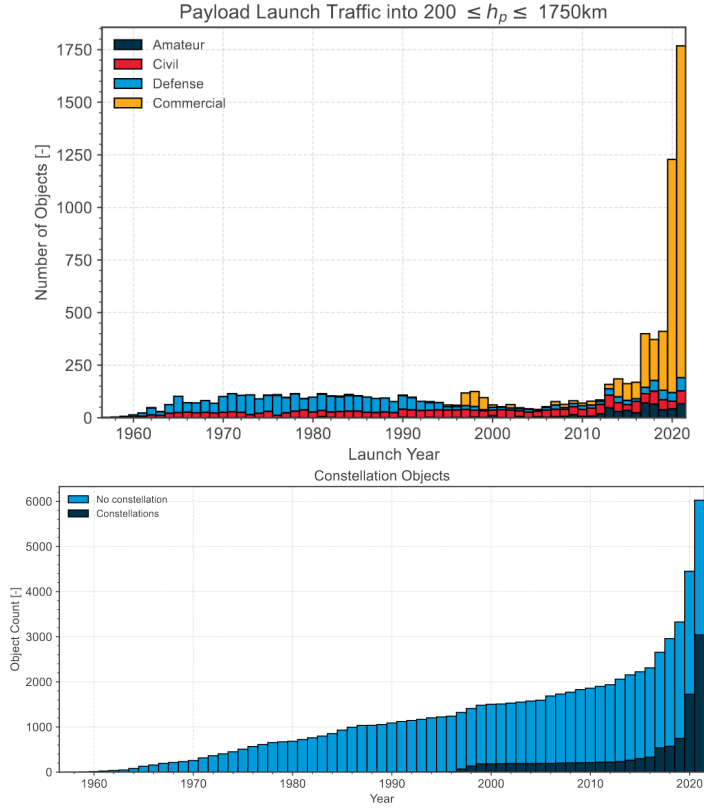 Payload Launch Traffic into 200 ≤ hₚ ≤ 1750km
Amateur
Civil
Defense
Commercial
Number of Objects [-]
1750
1500
1250
1000
750
500
250
0
1960 1970 1980 1990 2000 2010 2020
Launch Year
Constellation Objects
No constellation
Constellations
Object Count [-]
6000
5000
4000
3000
2000
1000
0
1960 1970 1980 1990 2000 2010 2020
Year